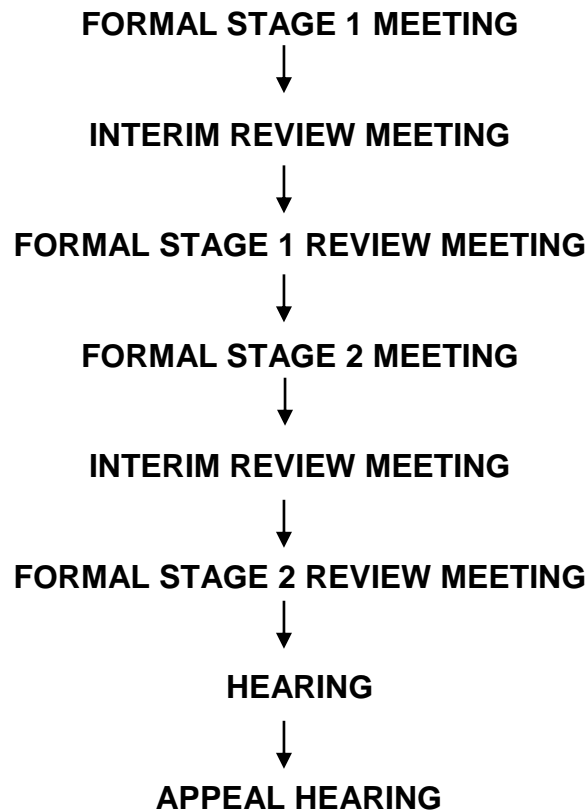 FORMAL STAGE 1 MEETING
INTERIM REVIEW MEETING
FORMAL STAGE 1 REVIEW MEETING
FORMAL STAGE 2 MEETING
INTERIM REVIEW MEETING
FORMAL STAGE 2 REVIEW MEETING
HEARING
APPEAL HEARING